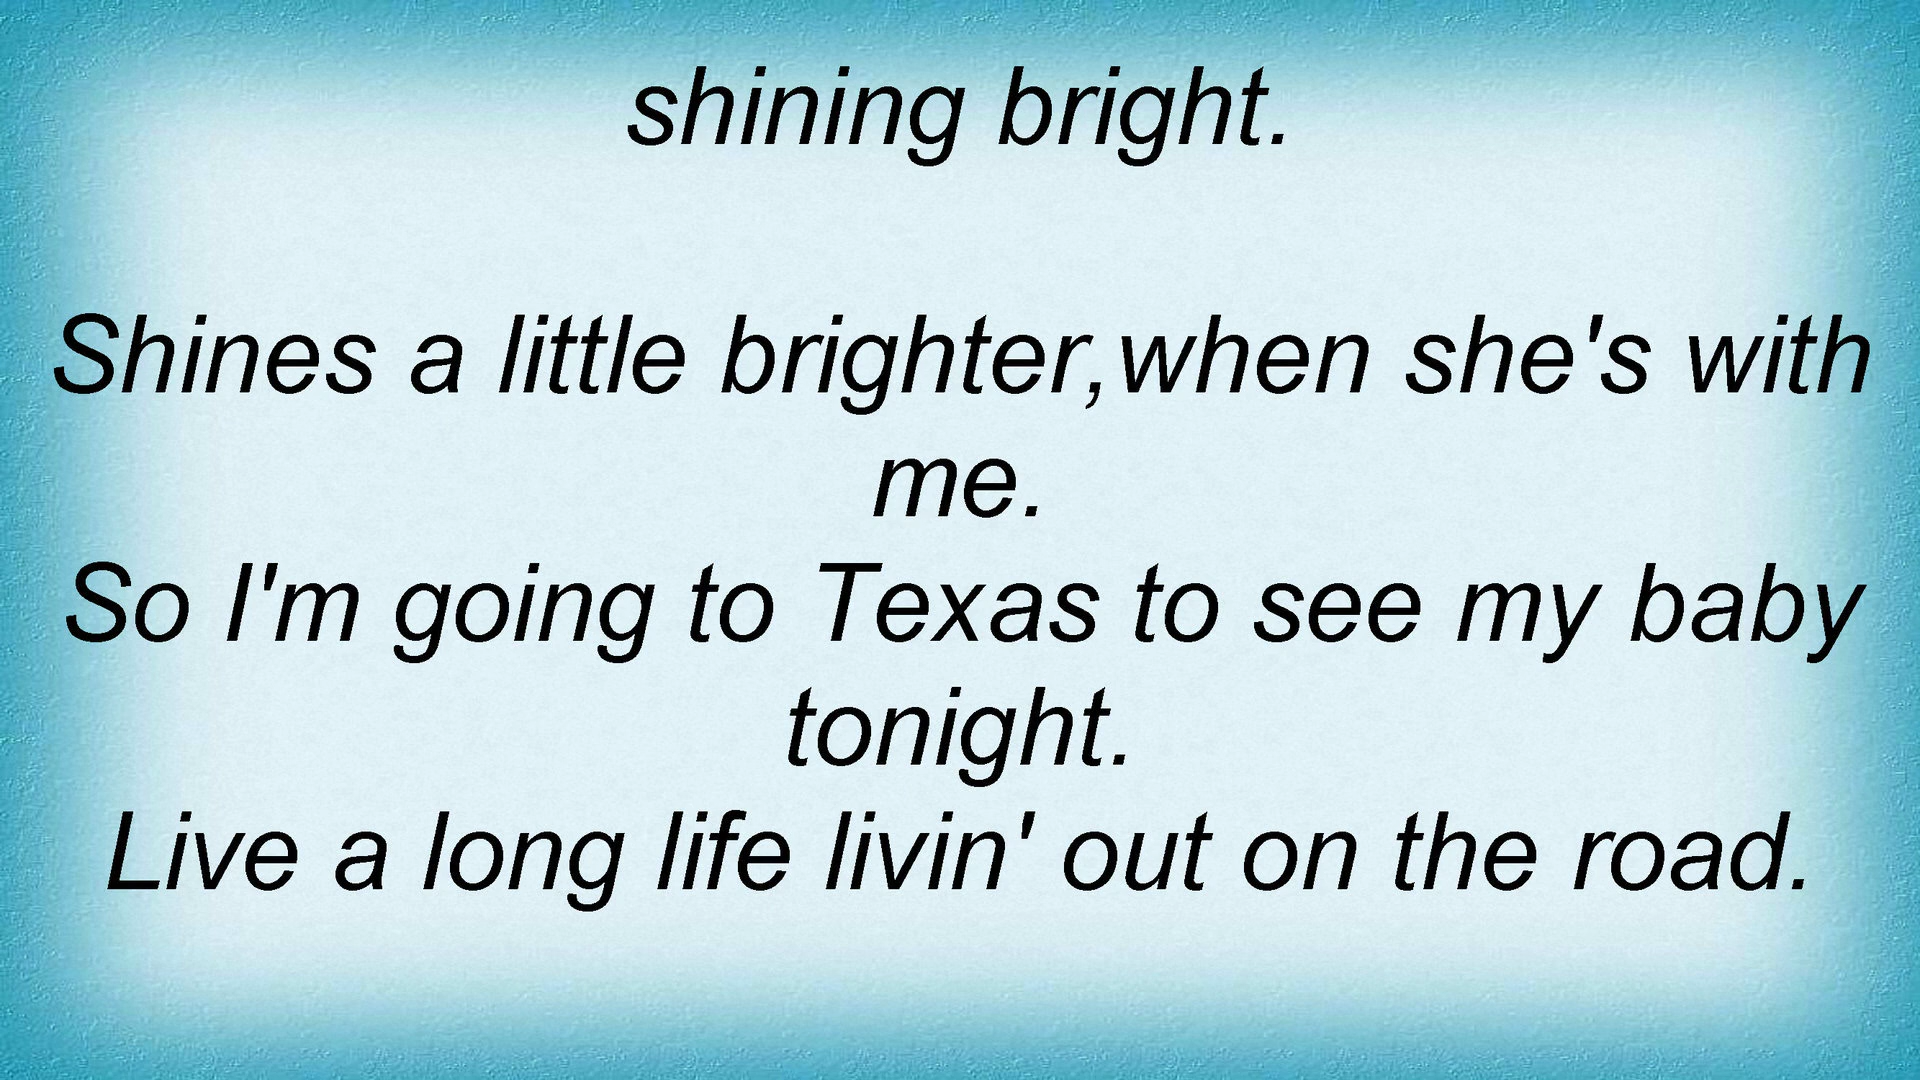 shining bright.
Shines a little brighter,when she's with
me.
So I'm going to Texas to see my baby
tonight.
Live a long life livin' out on the road.